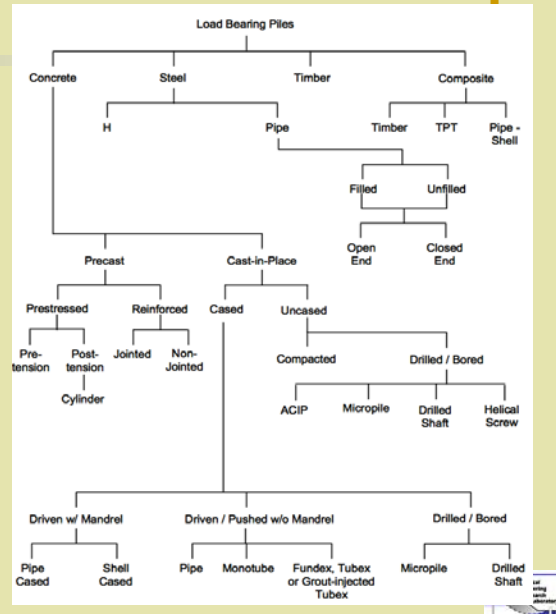 Load Bearing Piles
Concrete Steel Timber Composite
H Pipe Timber TPT Pipe -
Shell
Filled Unfilled
Open Closed
End End
Precast Cast-in-Place
Prestressed Reinforced Cased Uncased
Pre- Post- Jointed Non-
tension tension Jointed
Cylinder
Compacted Drilled / Bored
ACIP Micropile Drilled Helical
Shaft Screw
Driven w/ Mandrel Driven / Pushed w/o Mandrel Drilled / Bored
Pipe Shell Pipe Monotube Fundex, Tubex Micropile Drilled
Cased Cased or Grout-injected Shaft
Tubex